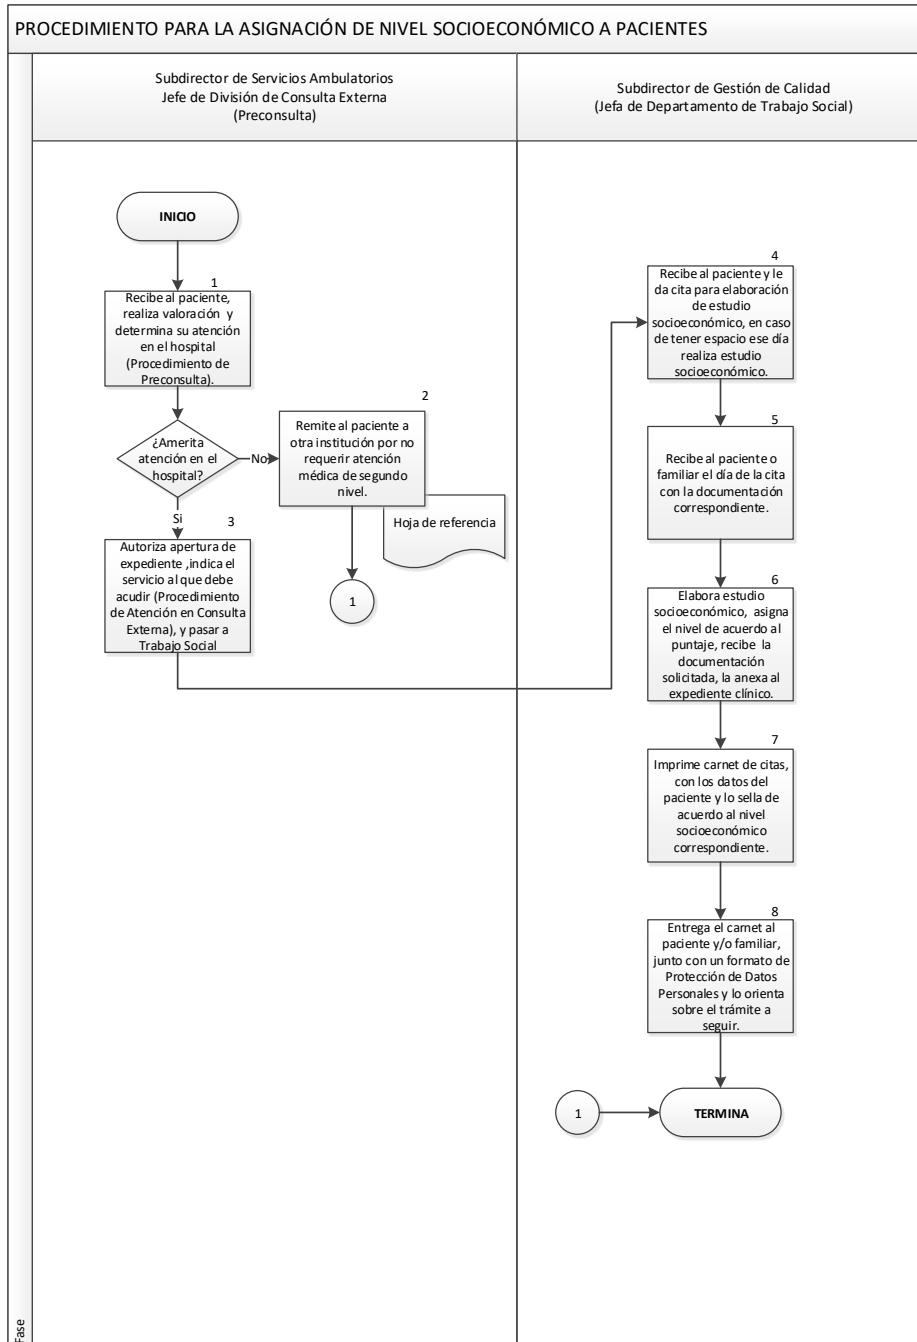 PROCEDIMIENTO PARA LA ASIGNACIÓN DE NIVEL SOCIOECONÓMICO A PACIENTES
Subdirector de Servicios Ambulatorios
Jefe de División de Consulta Externa
(Preconsulta)
Subdirector de Gestión de Calidad
(Jefa de Departamento de Trabajo Social)
INICIO
1
Recibe al paciente,
realiza valoración y
determina su atención
en el hospital
(Procedimiento de
Preconsulta).
¿Amerita
atención en el
hospital?
No
2
Remite al paciente a
otra institución por no
requerir atención
médica de segundo
nivel.
Hoja de referencia
1
Si
3
Autoriza apertura de
expediente ,indica el
servicio al que debe
acudir (Procedimiento
de Atención en Consulta
Externa), y pasar a
Trabajo Social
4
Recibe al paciente y le
da cita para elaboración
de estudio
socioeconómico, en caso
de tener espacio ese día
realiza estudio
socioeconómico.
5
Recibe al paciente o
familiar el día de la cita
con la documentación
correspondiente.
6
Elabora estudio
socioeconómico, asigna
el nivel de acuerdo al
puntaje, recibe la
documentación
solicitada, la anexa al
expediente clínico.
7
Imprime carnet de citas,
con los datos del
paciente y lo sella de
acuerdo al nivel
socioeconómico
correspondiente.
8
Entrega el carnet al
paciente y/o familiar,
junto con un formato de
Protección de Datos
Personales y lo orienta
sobre el trámite a
seguir.
1
TERMINA
Fase